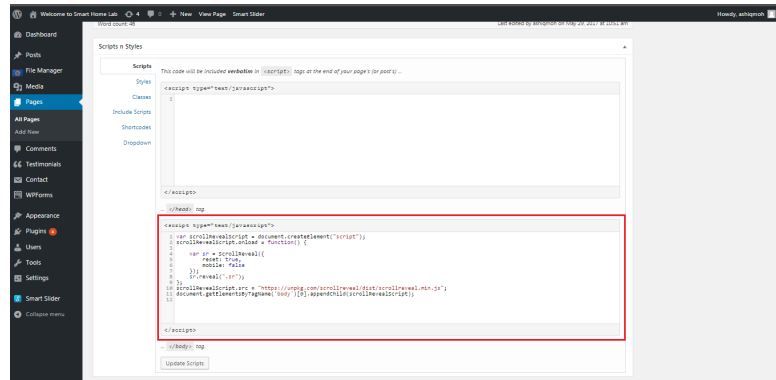 Welcome to Smart Home Lab 4 0 New View Page Smart Slider Howdy, ashiqmoh
Dashboard
Posts
File Manager
Media
Pages
All Pages
Add New
Comments
Testimonials
Contact
WPForms
Appearance
Plugins
Users
Tools
Settings
Smart Slider
Collapse menu
Word count: 46 Last edited by ashiqmoh on May 29, 2017 at 10:51 am
Scripts n Styles
Scripts
Styles
Classes
Include Scripts
Shortcodes
Dropdown
This code will be included verbatim in <script> tags at the end of your page's (or post's) ...
<script type="text/javascript">
1
</script>
... </head> tag.
<script type="text/javascript">
1 var scrollRevealScript = document.createElement("script");
2 scrollRevealScript.onload = function() {
3
4 var sr = ScrollReveal({
5 reset: true,
6 mobile: false
7 });
8 sr.reveal(".sr");
9 };
10 scrollRevealScript.src = "https://unpkg.com/scrollreveal/dist/scrollreveal.min.js";
11 document.getElementsByTagName('body')[0].appendChild(scrollRevealScript);
12
</script>
... </body> tag.
Update Scripts